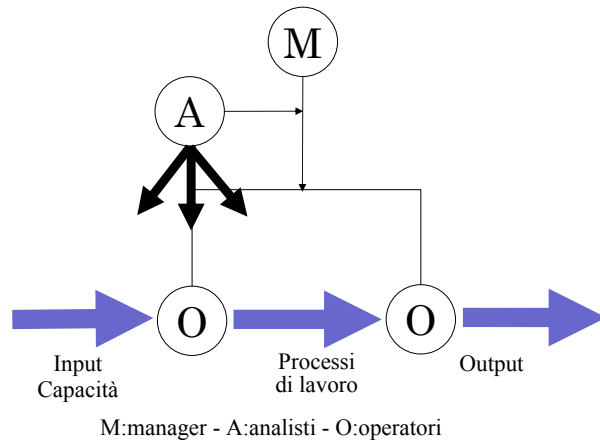 M
A
O
O
Input
Capacità
Processi
di lavoro
Output
M:manager - A:analisti - O:operatori